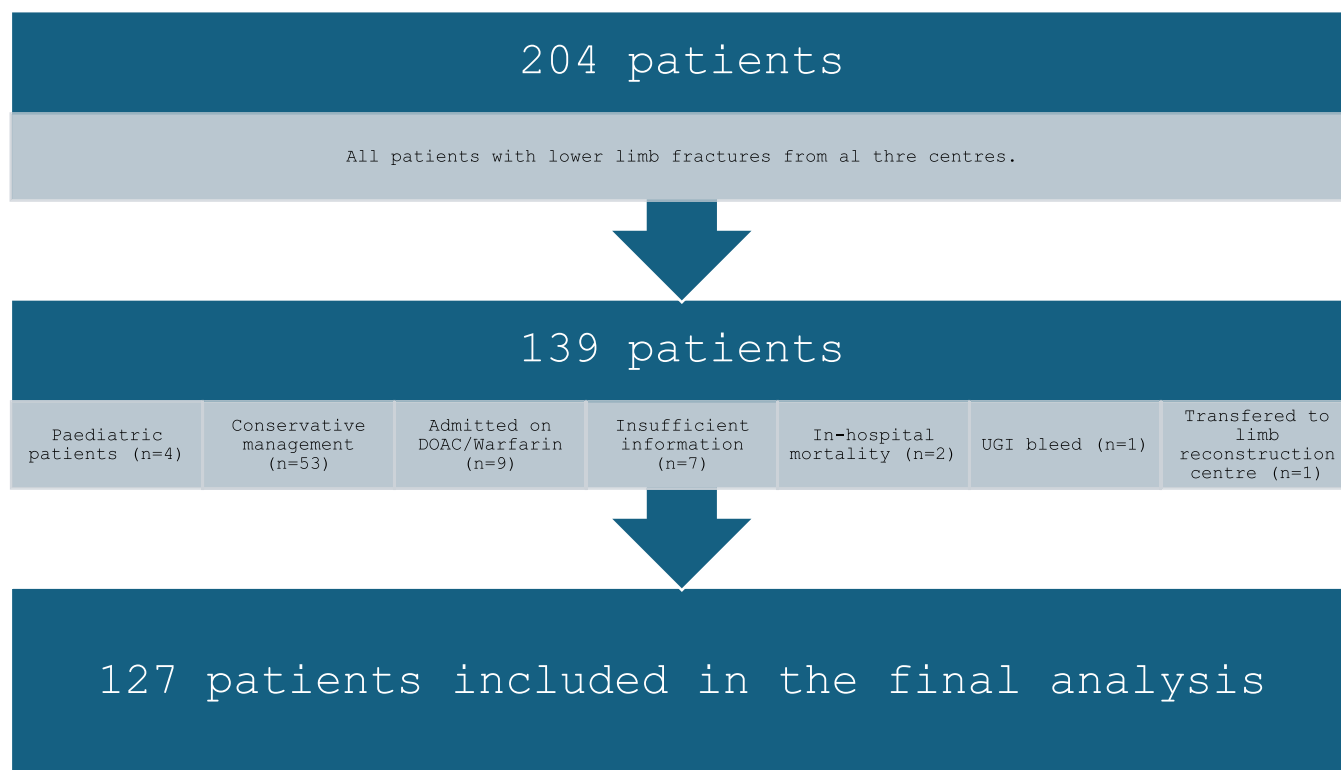 204 patients
All patients with lower limb fractures from al thre centres.
139 patients
Paediatric
patients (n=4)
Conservative
management
(n=53)
Admitted on
DOAC/Warfarin
(n=9)
Insufficient
information
(n=7)
In-hospital
mortality (n=2)
UGI bleed (n=1)
Transfered to
limb
reconstruction
centre (n=1)
127 patients included in the final analysis